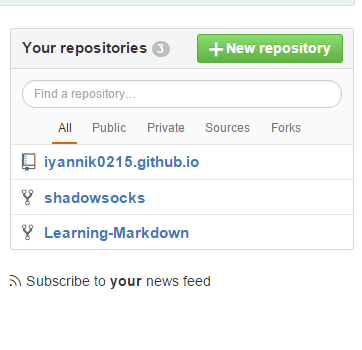 Your repositories 3
New repository
Find a repository…
All Public Private Sources Forks
iyannik0215.github.io
shadowsocks
Learning-Markdown
Subscribe to your news feed